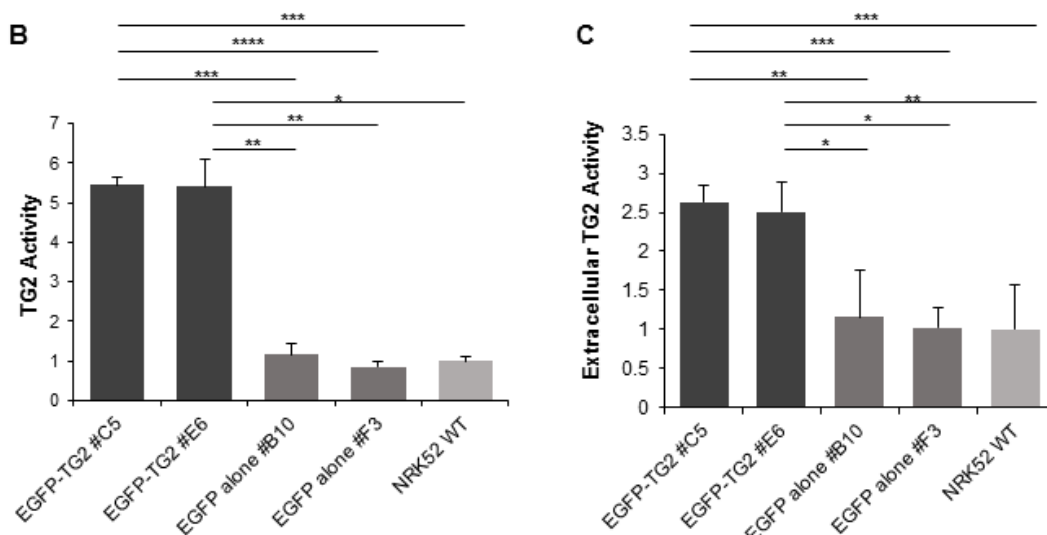 B
***
****
***
*
**
**
TG2 Activity
7
6
5
4
3
2
1
0
EGFP-TG2 #C5
EGFP-TG2 #E6
EGFP alone #B10
EGFP alone #F3
NRK52 WT
C
***
***
**
**
*
*
Extracellular TG2 Activity
3.5
3
2.5
2
1.5
1
0.5
0
EGFP-TG2 #C5
EGFP-TG2 #E6
EGFP alone #B10
EGFP alone #F3
NRK52 WT